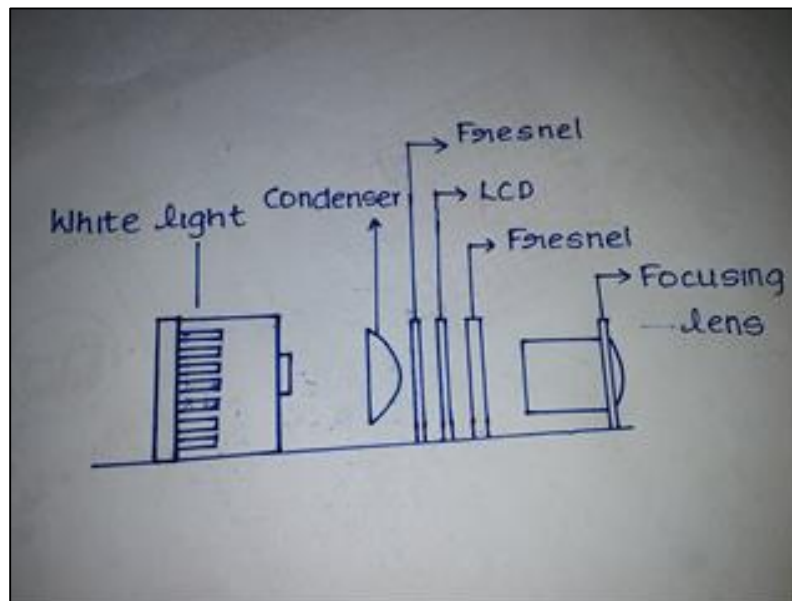 Fresnel
Condenser
LCD
White light
Fresnel
Focusing
lens